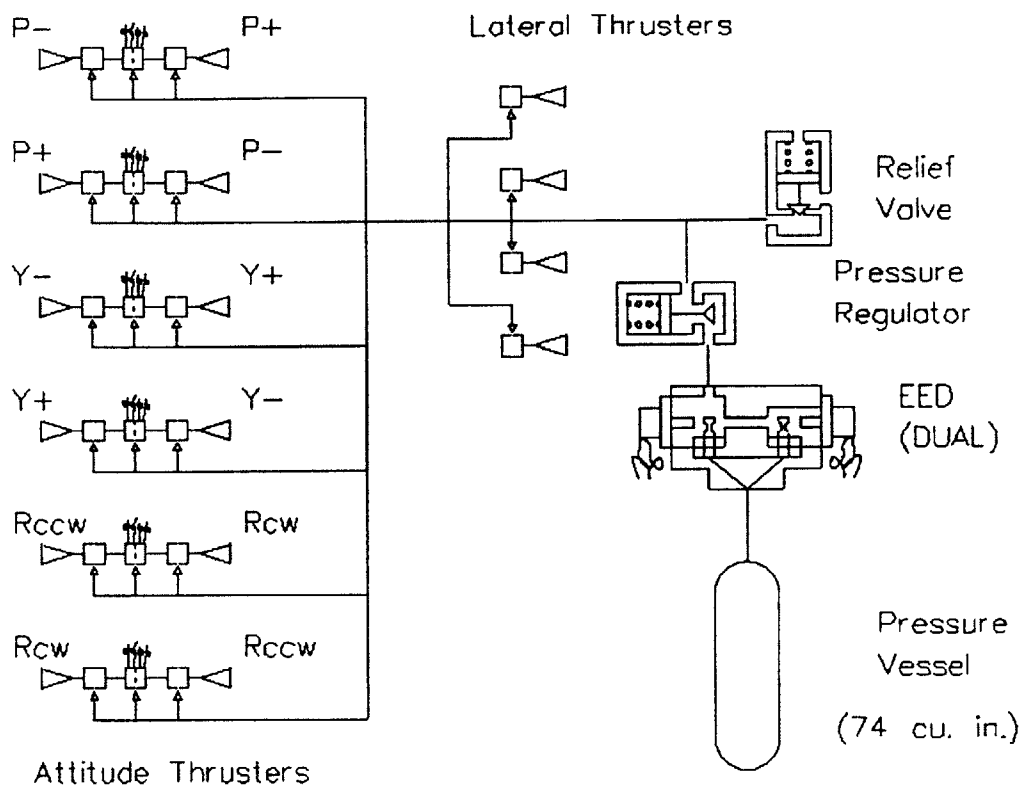 P- P+
Lateral Thrusters
P+ P-
Relief
Valve
Y- Y+
Pressure
Regulator
Y+ Y-
EED
(DUAL)
Rccw Rcw
Rcw Rccw
Pressure
Vessel
(74 cu. in.)
Attitude Thrusters